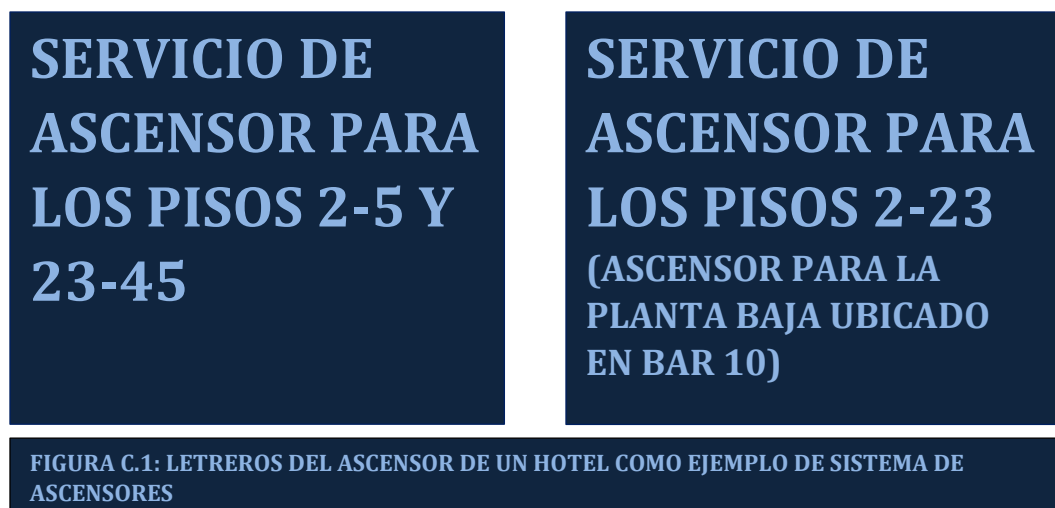 SERVICIO DE
ASCENSOR PARA
LOS PISOS 2-5 Y
23-45
SERVICIO DE
ASCENSOR PARA
LOS PISOS 2-23
(ASCENSOR PARA LA
PLANTA BAJA UBICADO
EN BAR 10)
FIGURA C.1: LETREROS DEL ASCENSOR DE UN HOTEL COMO EJEMPLO DE SISTEMA DE
ASCENSORES